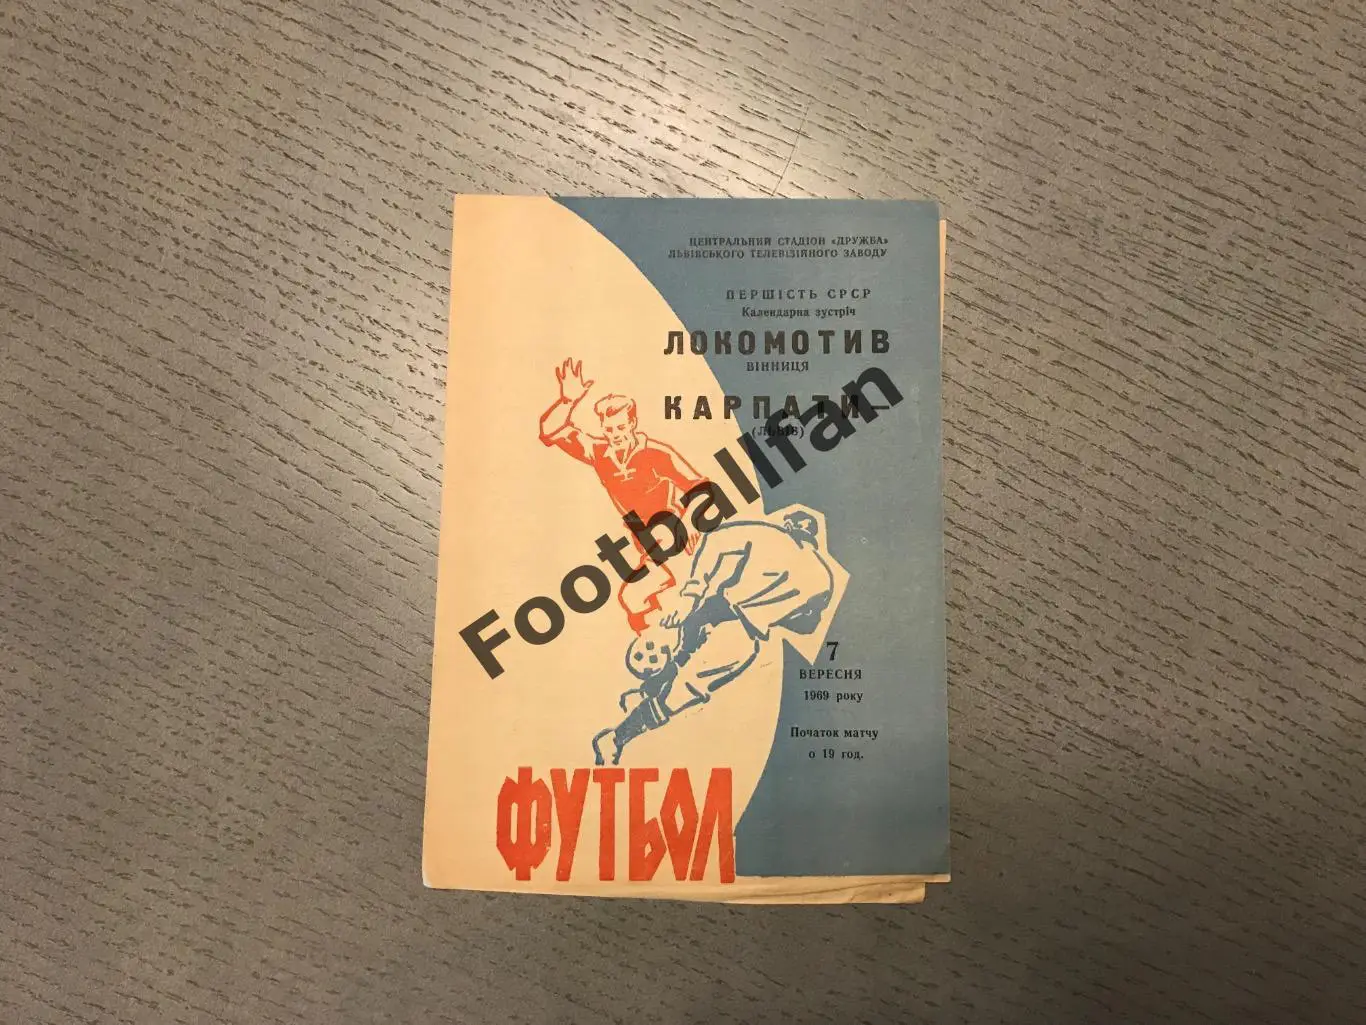 ЦЕНТРАЛЬНИЙ СТАДІОН «ДРУЖБА»
ЛЬВІВСЬКОГО ТЕЛЕВІЗІЙНОГО ЗАВОДУ
ПЕРШІСТЬ СРСР
Календарна зустріч
ЛОКОМОТИВ
ВІННИЦЯ
КАРПАТИ
(ЛЬВІВ)
Footballfan
7
ВЕРЕСНЯ
1969 року
Початок матчу
о 19 год.
ФУТБОЛ